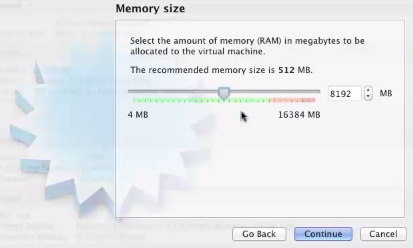 Memory size
Select the amount of memory (RAM) in megabytes to be
allocated to the virtual machine.
The recommended memory size is 512 MB.
8192 MB
4 MB 16384 MB
Go Back Continue Cancel